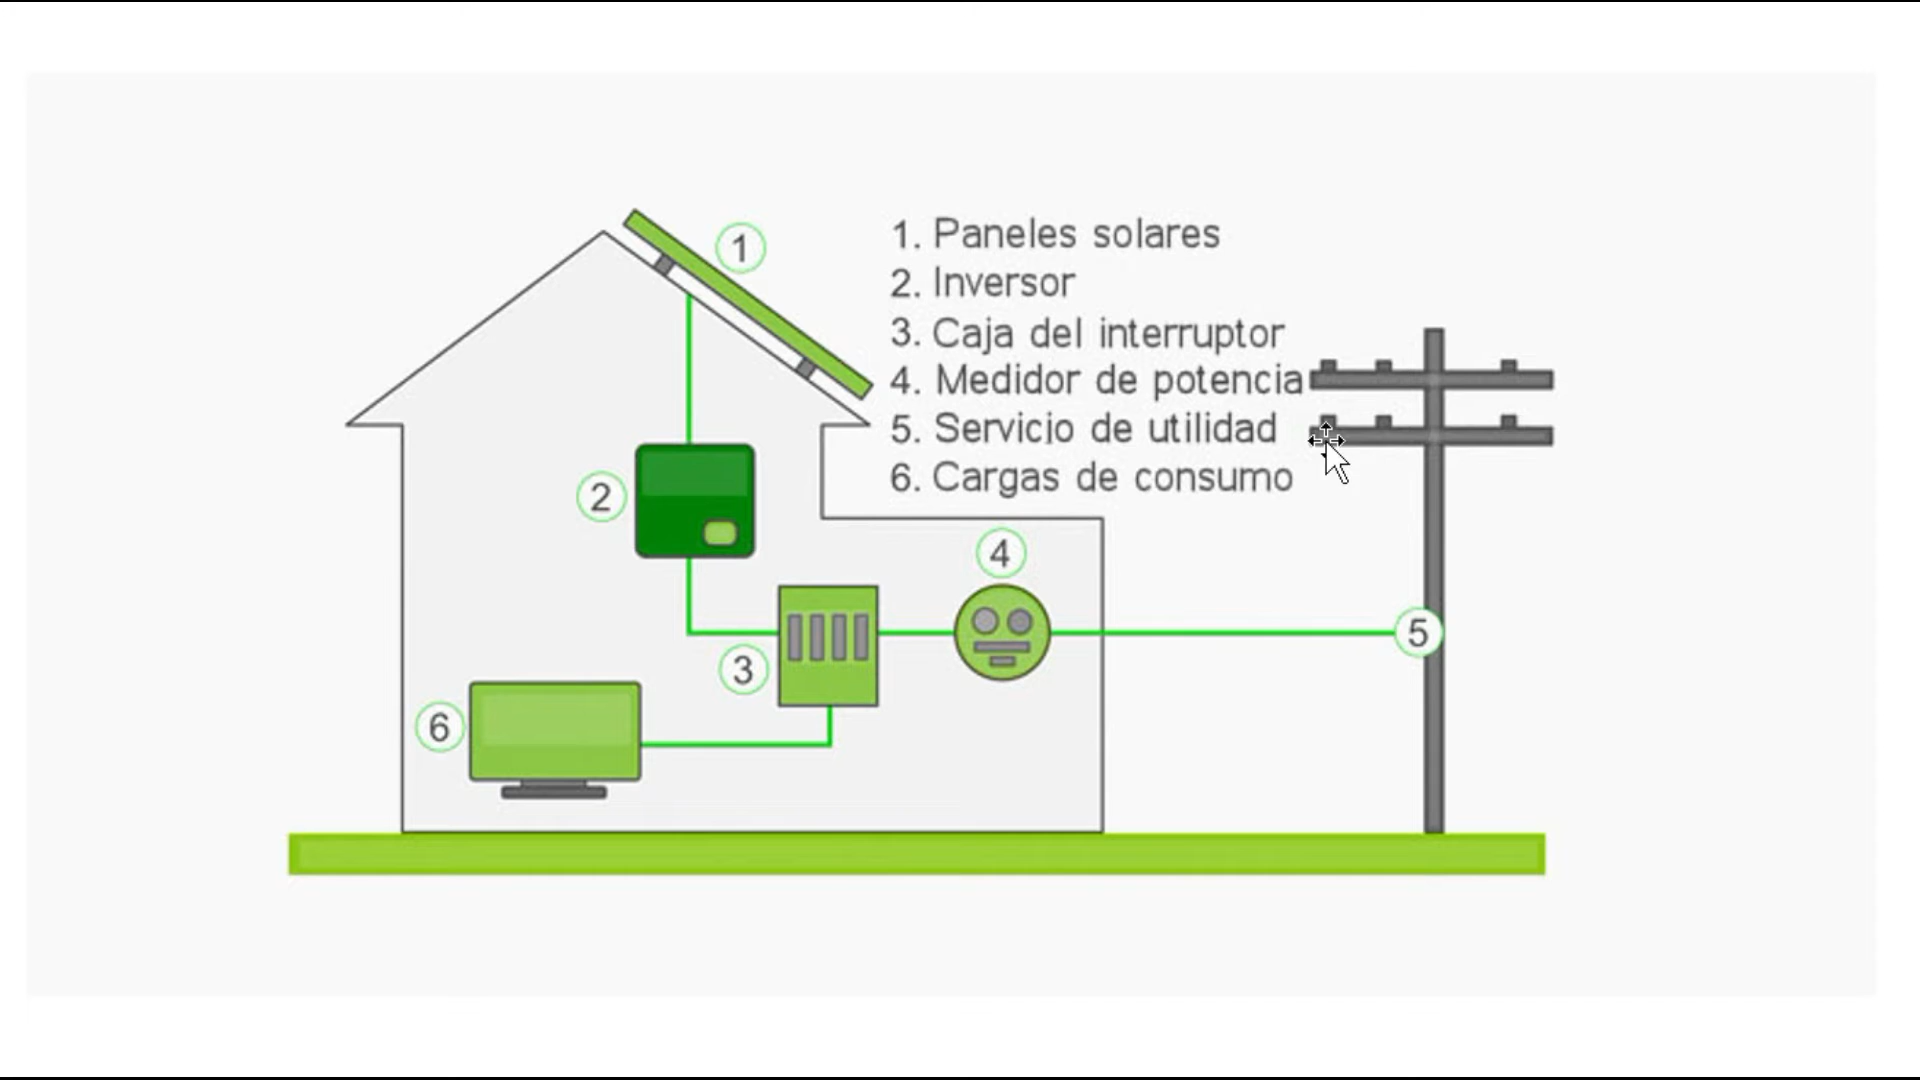 1
1. Paneles solares
2. Inversor
3. Caja del interruptor
4. Medidor de potencia
5. Servicio de utilidad
6. Cargas de consumo
2
4
5
3
6